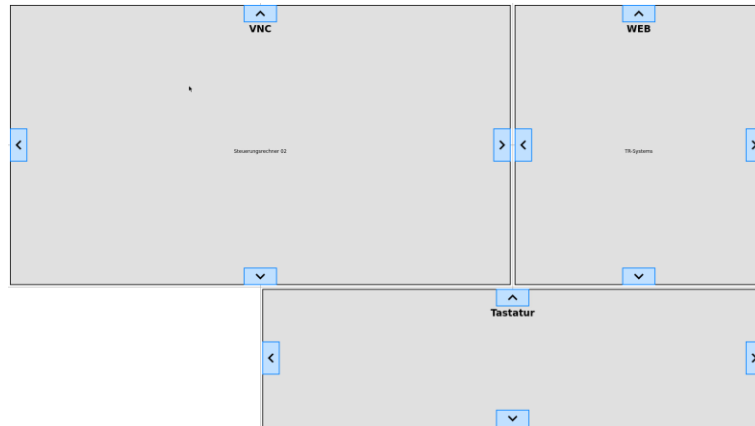 VNC
WEB
Steuerungsrechner 02
TR-Systems
Tastatur